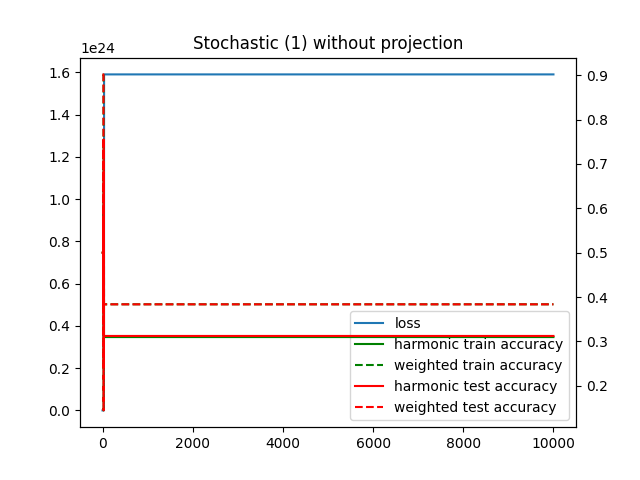 Stochastic (1) without projection
1e24
1.6
1.4
1.2
1.0
0.8
0.6
0.4
0.2
0.0
0.9
0.8
0.7
0.6
0.5
0.4
0.3
0.2
loss
harmonic train accuracy
weighted train accuracy
harmonic test accuracy
weighted test accuracy
0 2000 4000 6000 8000 10000